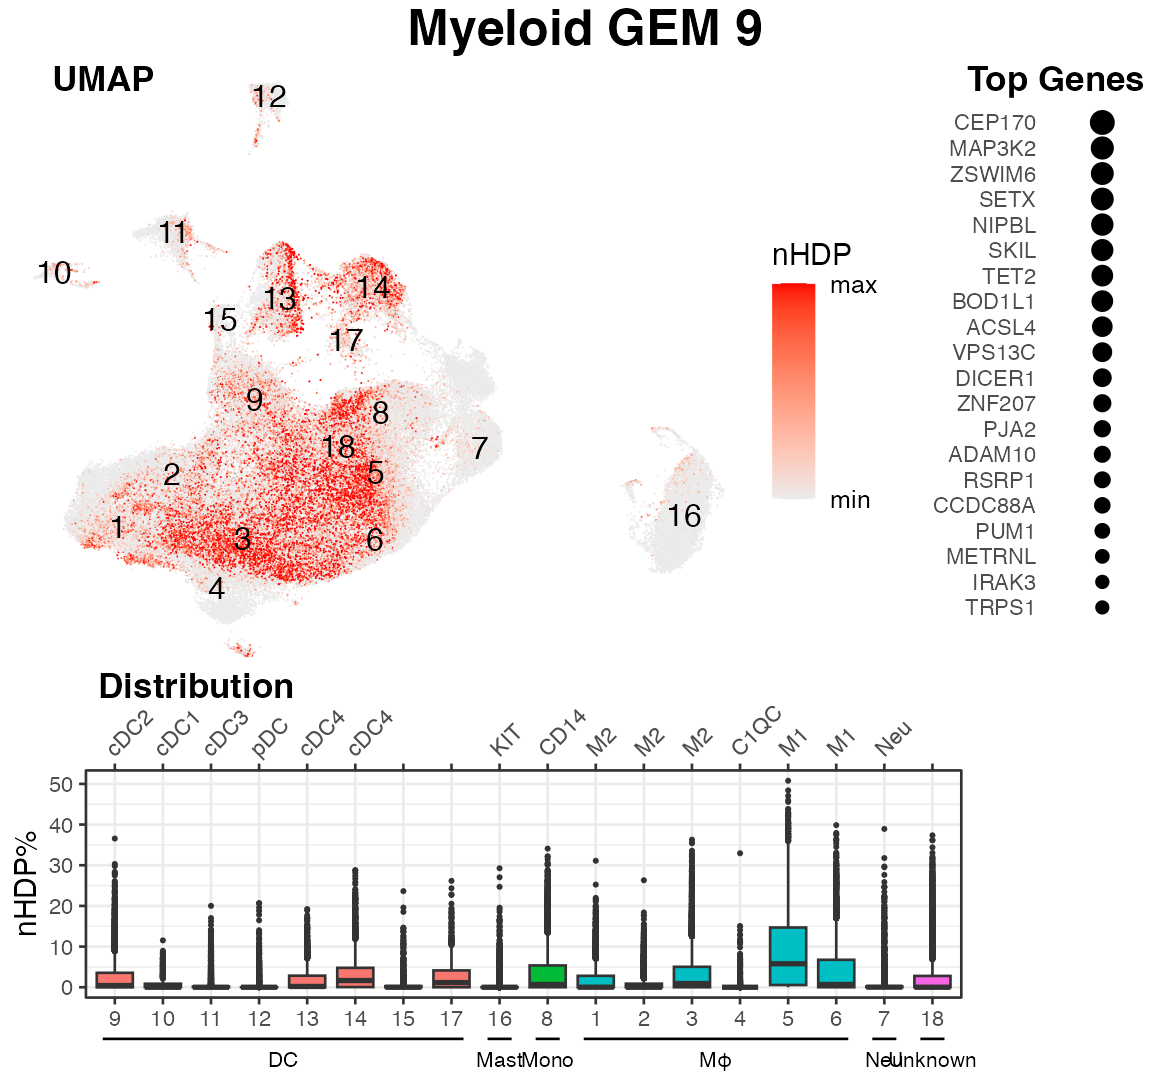 Myeloid GEM 9
UMAP
Top Genes
12
11
10
13
14
15
17
9
8
18
7
2
5
1
3
6
4
16
nHDP
max
min
CEP170
MAP3K2
ZSWIM6
SETX
NIPBL
SKIL
TET2
BOD1L1
ACSL4
VPS13C
DICER1
ZNF207
PJA2
ADAM10
RSRP1
CCDC88A
PUM1
METRNL
IRAK3
TRPS1
Distribution
cDC2 cDC1 cDC3 pDC cDC4 cDC4 KIT CD14 M2 M2 M2 C1QC M1 M1 Neu
nHDP%
50
40
30
20
10
0
9 10 11 12 13 14 15 17 16 8 1 2 3 4 5 6 7 18
DC Mast Mono Mφ Neu Unknown